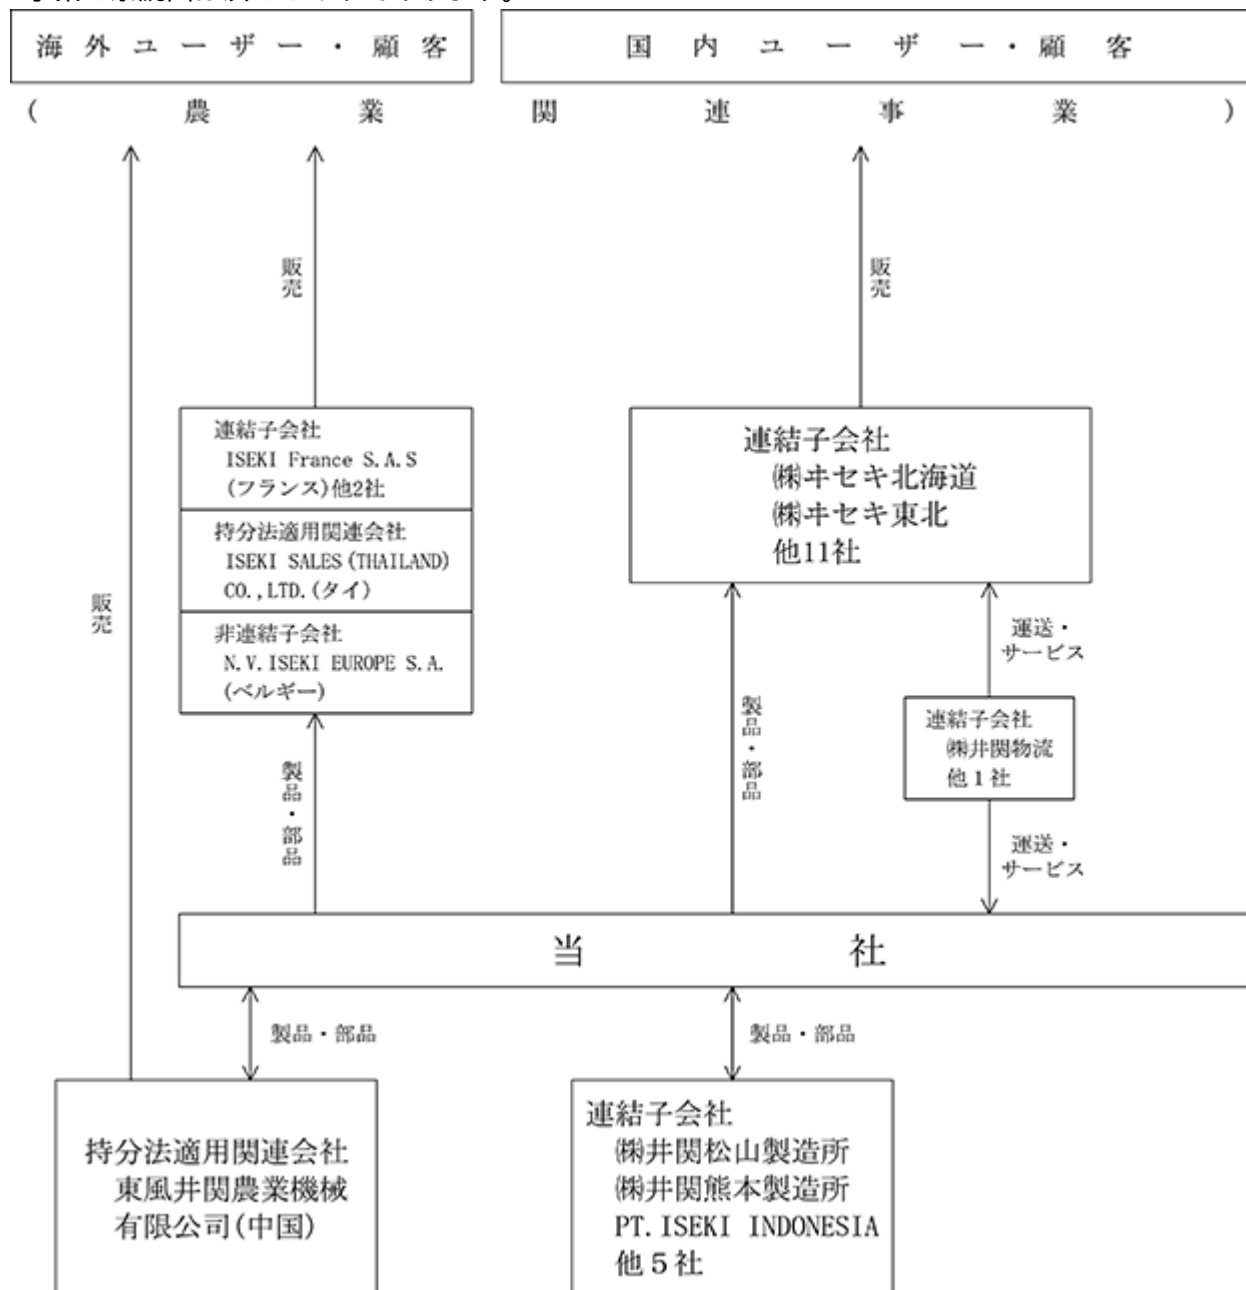 海外ユーザー・顧客
国内ユーザー・顧客
(農業関連事業)
販売
販売
販売
連結子会社
ISEKI France S.A.S
(フランス)他2社
持分法適用関連会社
ISEKI SALES(THAILAND)
CO.,LTD.(タイ)
非連結子会社
N.V.ISEKI EUROPE S.A.
(ベルギー)
連結子会社
㈱ヰセキ北海道
㈱ヰセキ東北
他11社
運送・
サービス
連結子会社
㈱井関物流
他1社
運送・
サービス
製品・部品
製品・部品
当社
製品・部品
製品・部品
持分法適用関連会社
東風井関農業機械
有限公司(中国)
連結子会社
㈱井関松山製造所
㈱井関熊本製造所
PT.ISEKI INDONESIA
他5社